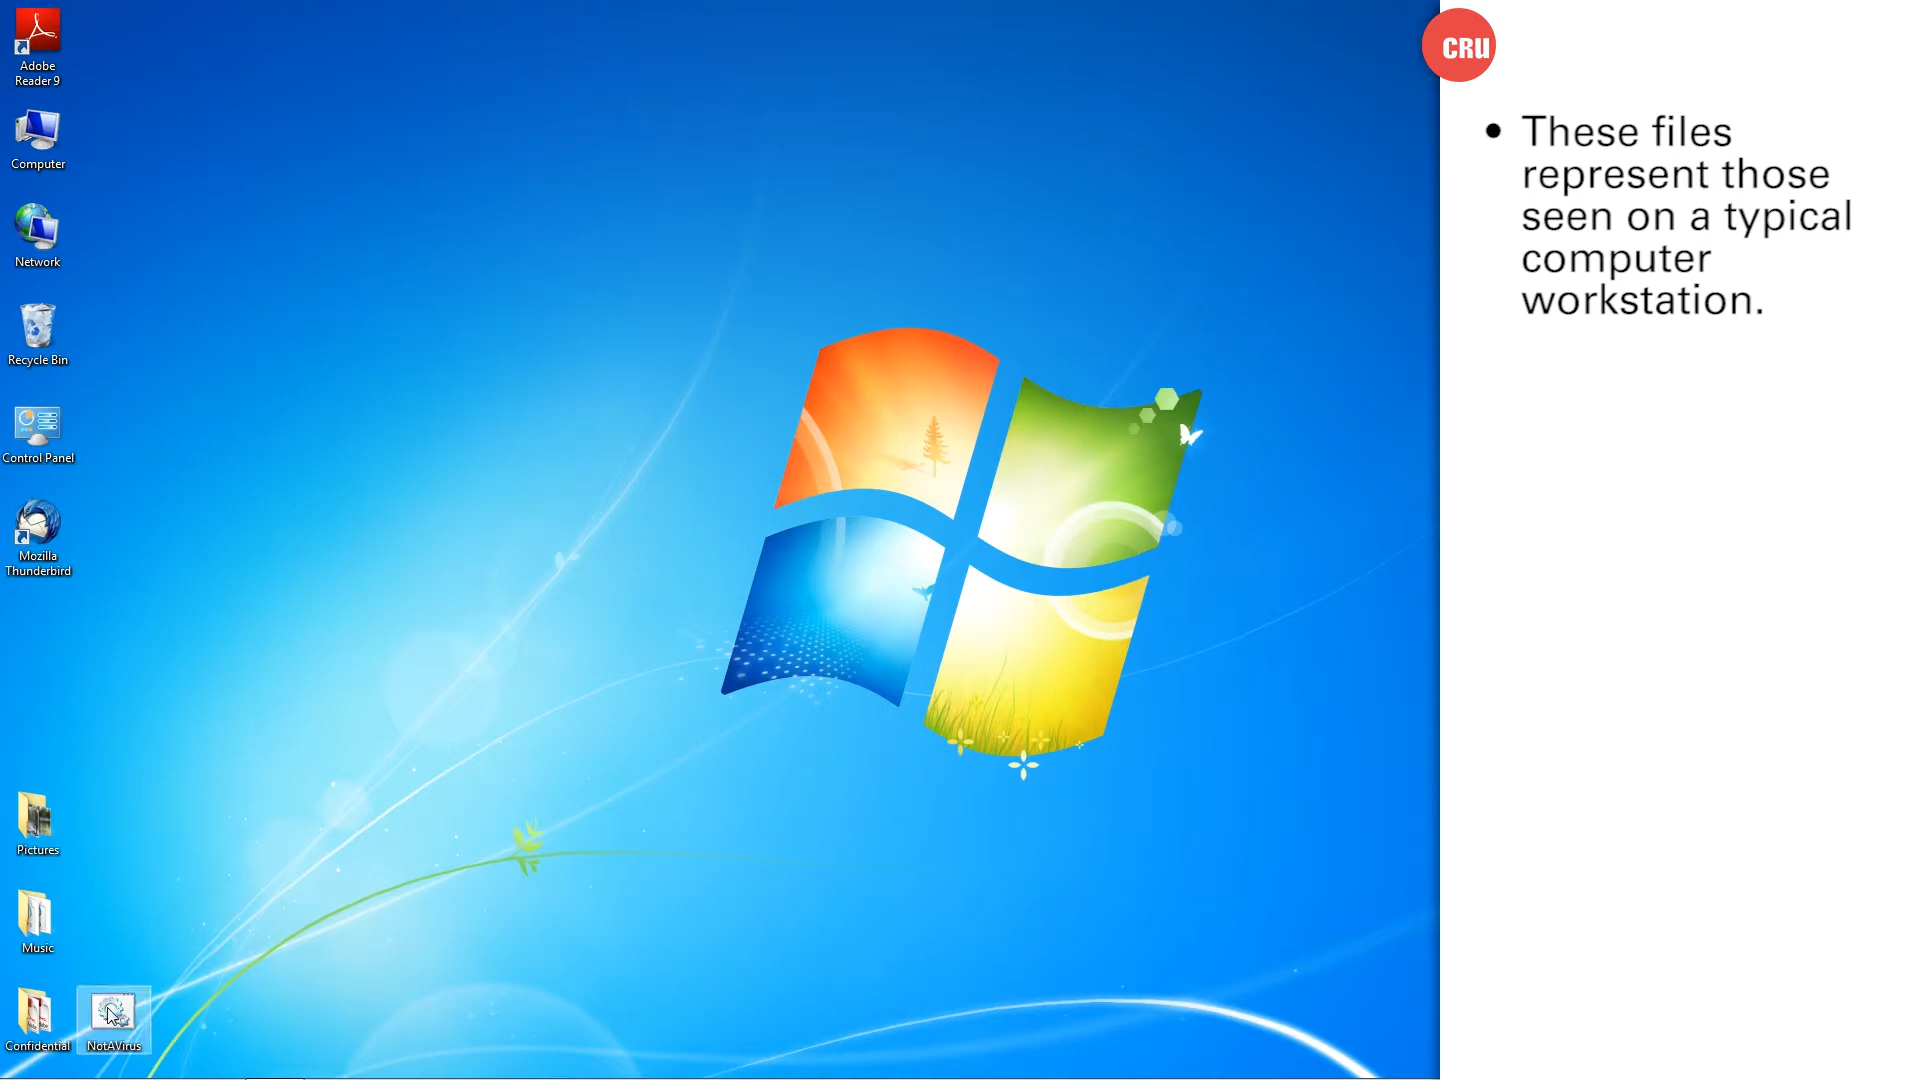 Adobe
Reader 9
Computer
Network
Recycle Bin
Control Panel
Mozilla
Thunderbird
Pictures
Music
Confidential
NotAVirus
CRU
• These files
represent those
seen on a typical
computer
workstation.